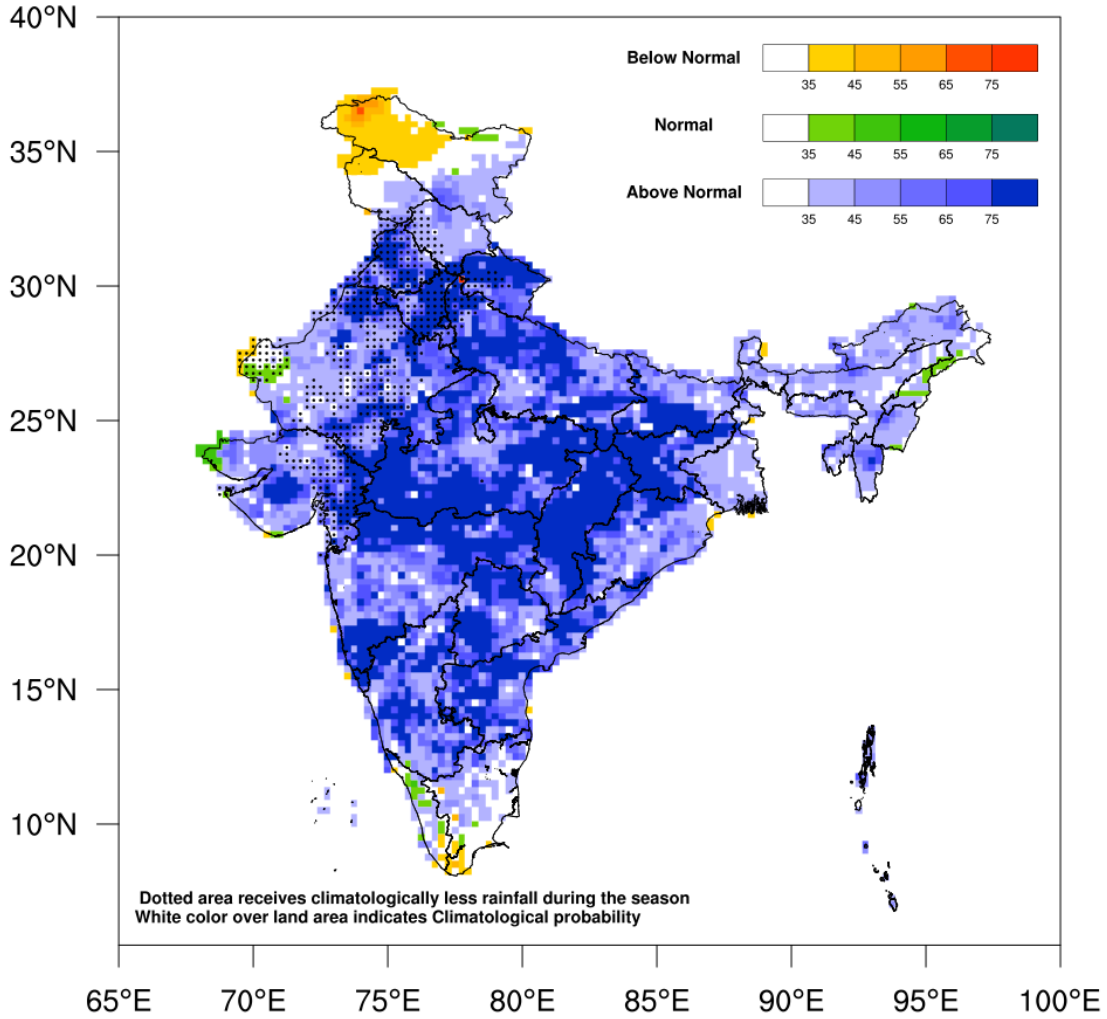 40°N
Below Normal
35 45 55 65 75
35°N
Normal
35 45 55 65 75
Above Normal
35 45 55 65 75
30°N
25°N
20°N
15°N
10°N
Dotted area receives climatologically less rainfall during the season
White color over land area indicates Climatological probability
65°E 70°E 75°E 80°E 85°E 90°E 95°E 100°E